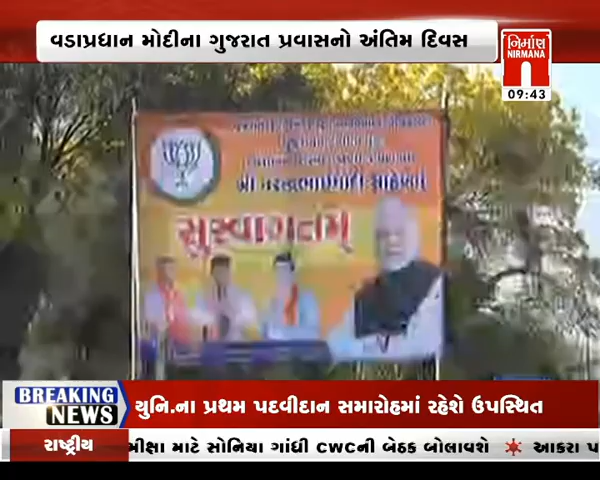 વડાપ્રધાન મોદીના ગુજરાત પ્રવાસનો અંતિમ દિવસ
નિર્માણ
NIRMANA
09:43
સુસ્વાગતમ્
BREAKING NEWS
યુનિ.ના પ્રથમ પદવીદાન સમારોહમાં રહેશે ઉપસ્થિત
રાષ્ટ્રીય
મીક્ષા માટે સોનિયા ગાંધી CWCની બેઠક બોલાવશે
આકરા પ